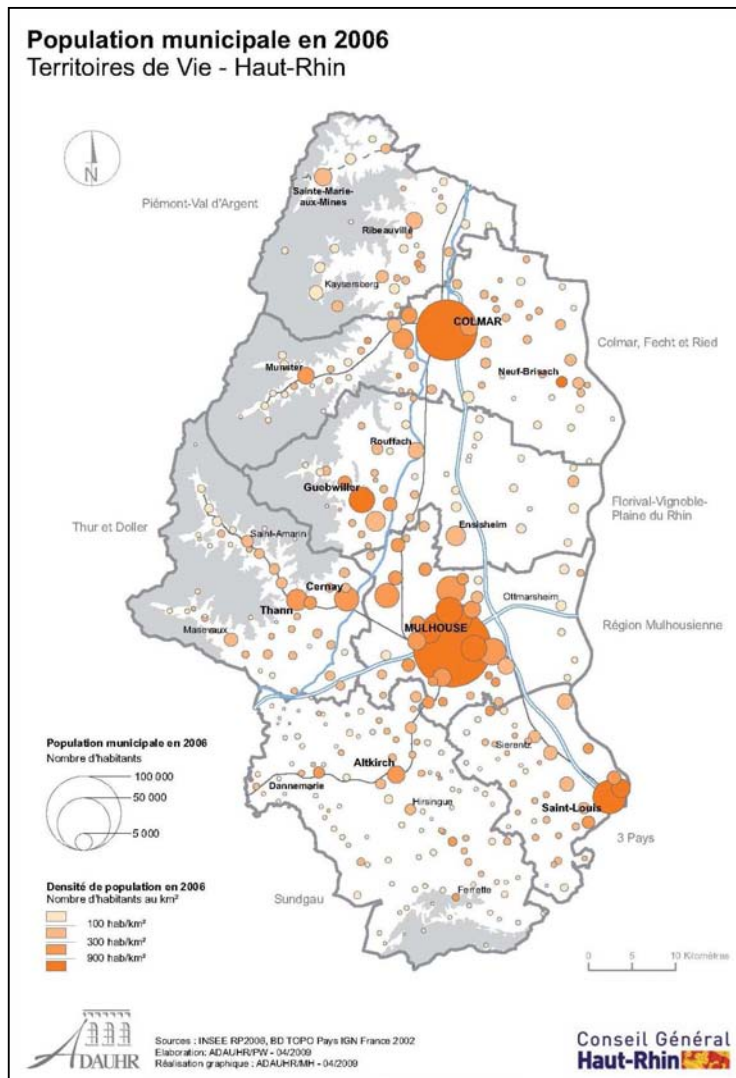 Population municipale en 2006
Territoires de Vie - Haut-Rhin
N
Piémont-Val d'Argent
Sainte-Marie-
aux-Mines
Ribeauvillé
Kaysersberg
COLMAR
Colmar, Fecht et Ried
Munster
Neuf-Brisach
Rouffach
Guebwiller
Florival-Vignoble-
Plaine du Rhin
Ensisheim
Thur et Doller
Saint-Amarin
Cernay
Thann
Ottmarsheim
MULHOUSE
Région Mulhousienne
Masevaux
Sierentz
Altkirch
Dannemarie
Hirsingue
Saint-Louis
3 Pays
Sundgau
Ferrette
Population municipale en 2006
Nombre d'habitants
100 000
50 000
5 000
Densité de population en 2006
Nombre d'habitants au km²
100 hab/km²
300 hab/km²
900 hab/km²
0 5 10 Kilomètres
ADAUHR
Sources : INSEE RP2006, BD TOPO Pays IGN France 2002
Elaboration: ADAUHR/PW - 04/2009
Réalisation graphique : ADAUHR/MH - 04/2009
Conseil Général
Haut-Rhin